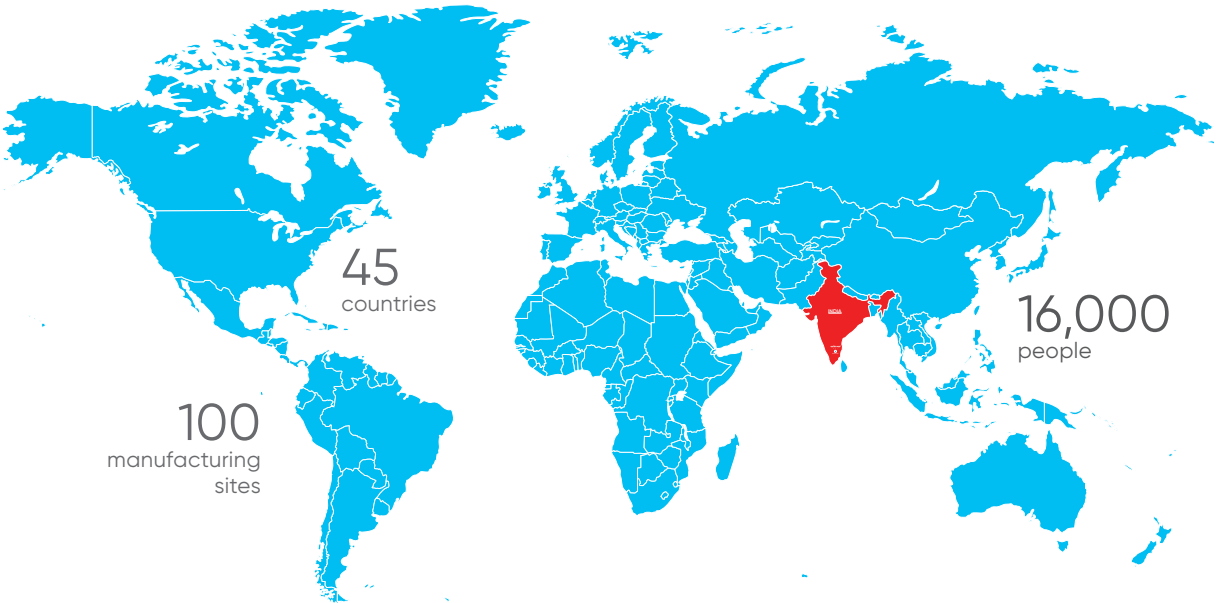 45
countries
16,000
people
INDIA
100
manufacturing
sites